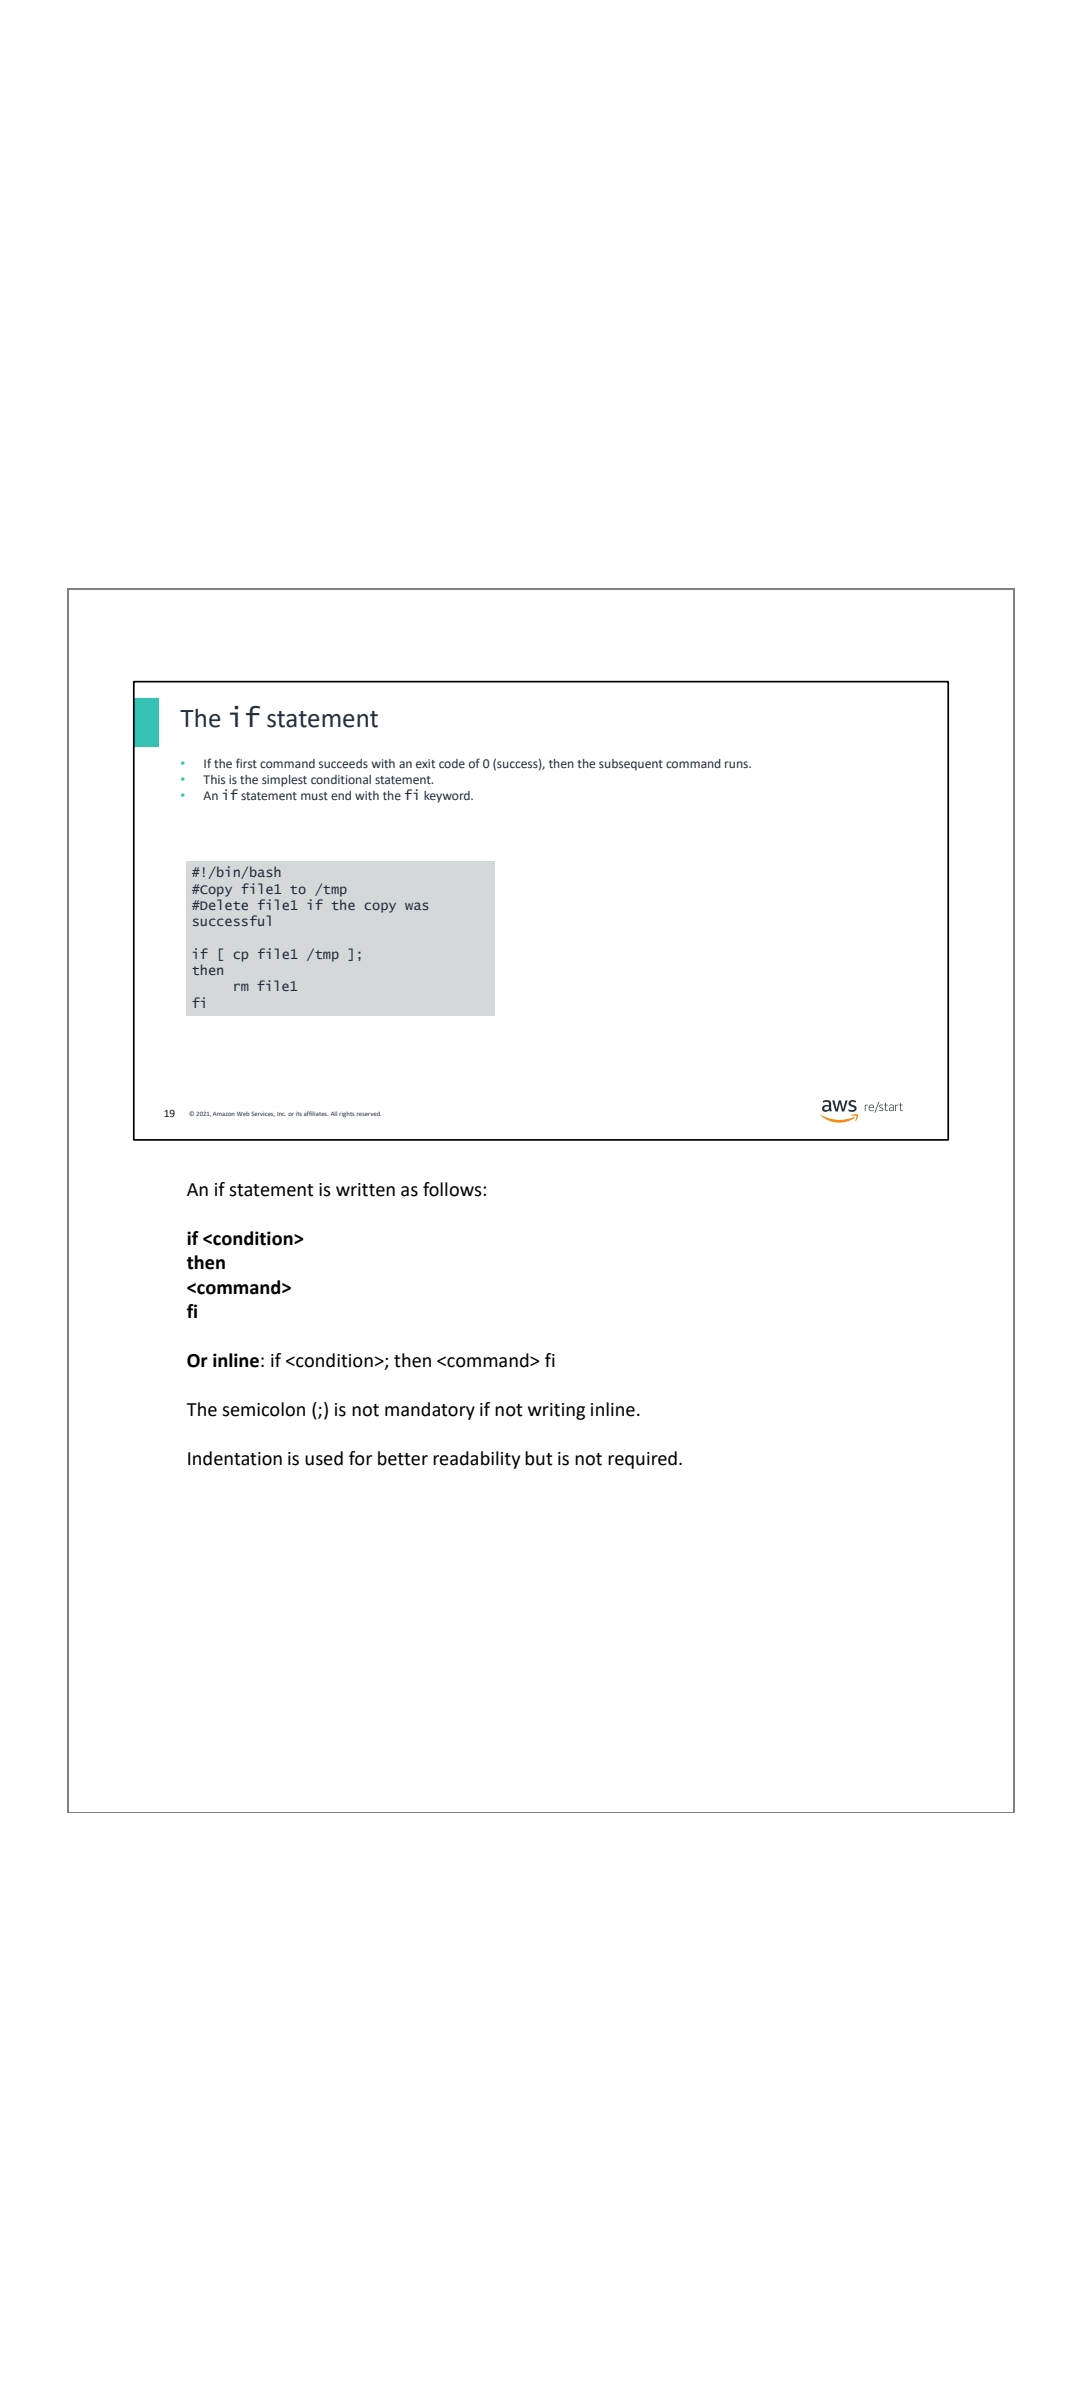 The if statement
• If the first command succeeds with an exit code of 0 (success), then the subsequent command runs.
• This is the simplest conditional statement.
• An if statement must end with the fi keyword.
#!/bin/bash
#Copy file1 to /tmp
#Delete file1 if the copy was
successful
if [ cp file1 /tmp ];
then
rm file1
fi
19 © 2021, Amazon Web Services, Inc. or its affiliates. All rights reserved.
aws re/start
An if statement is written as follows:
if <condition>
then
<command>
fi
Or inline: if <condition>; then <command> fi
The semicolon (;) is not mandatory if not writing inline.
Indentation is used for better readability but is not required.